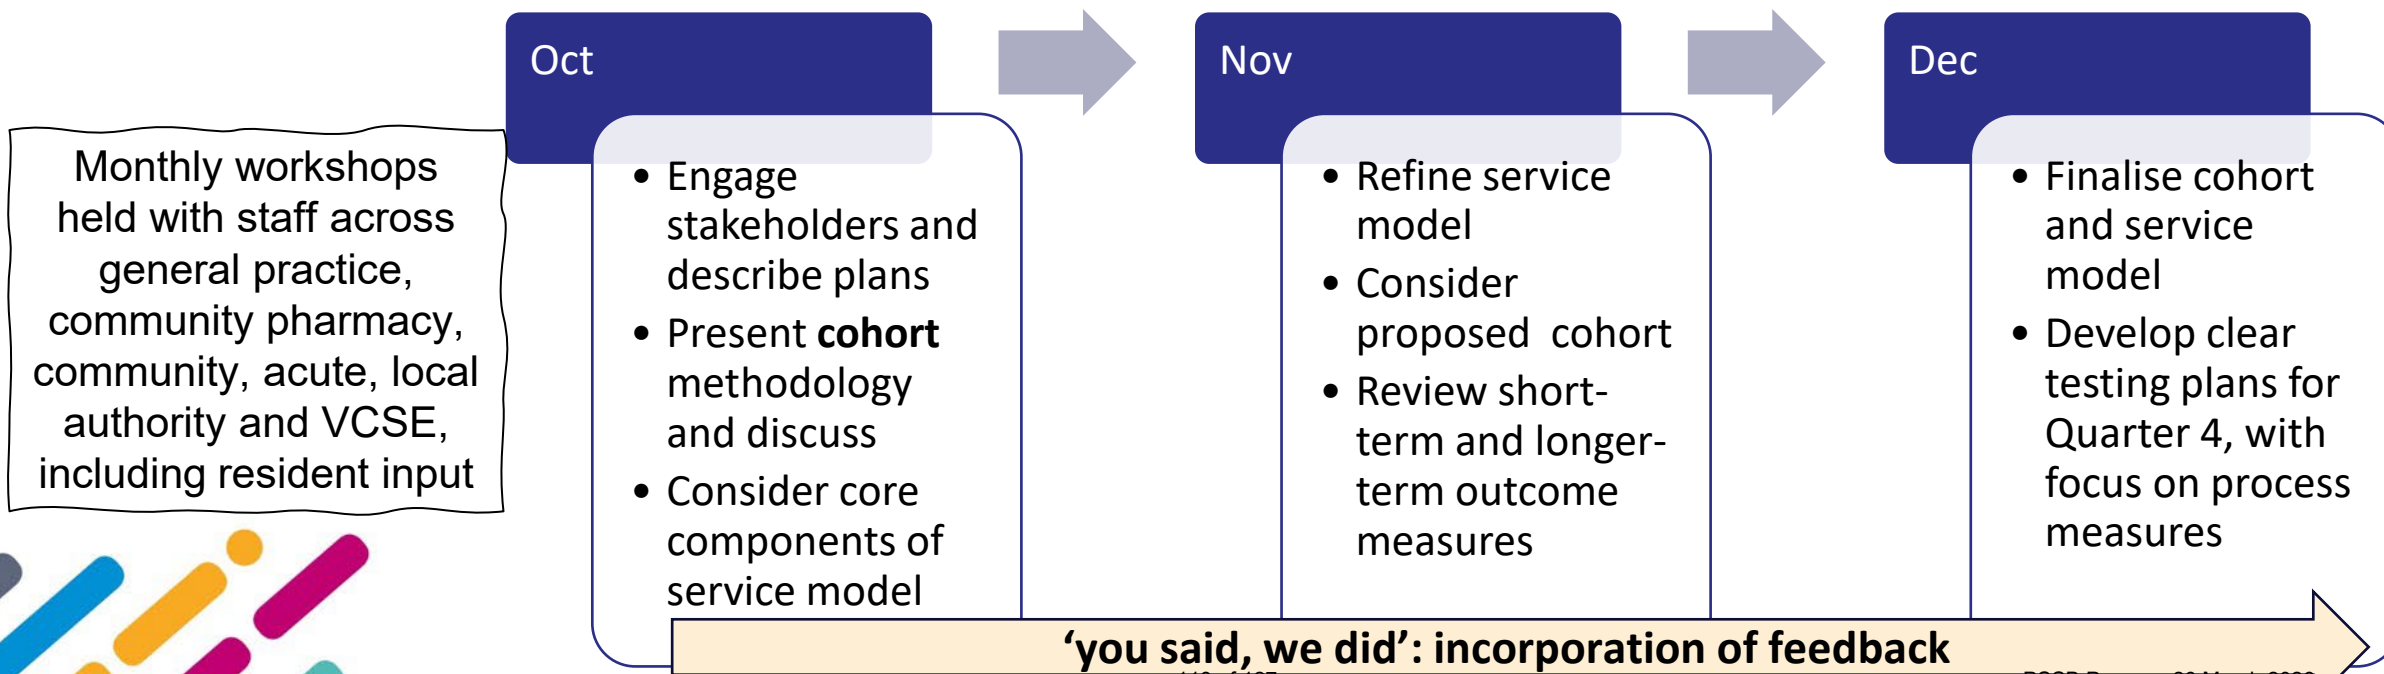 Oct
Nov
Dec
Monthly workshops
held with staff across
general practice,
community pharmacy,
community, acute, local
authority and VCSE,
including resident input
• Engage
stakeholders and
describe plans
• Present cohort
methodology
and discuss
• Consider core
components of
service model
• Refine service
model
• Consider
proposed  cohort
• Review short-
term and longer-
term outcome
measures
• Finalise cohort
and service
model
• Develop clear
testing plans for
Quarter 4, with
focus on process
measures
‘you said, we did’: incorporation of feedback